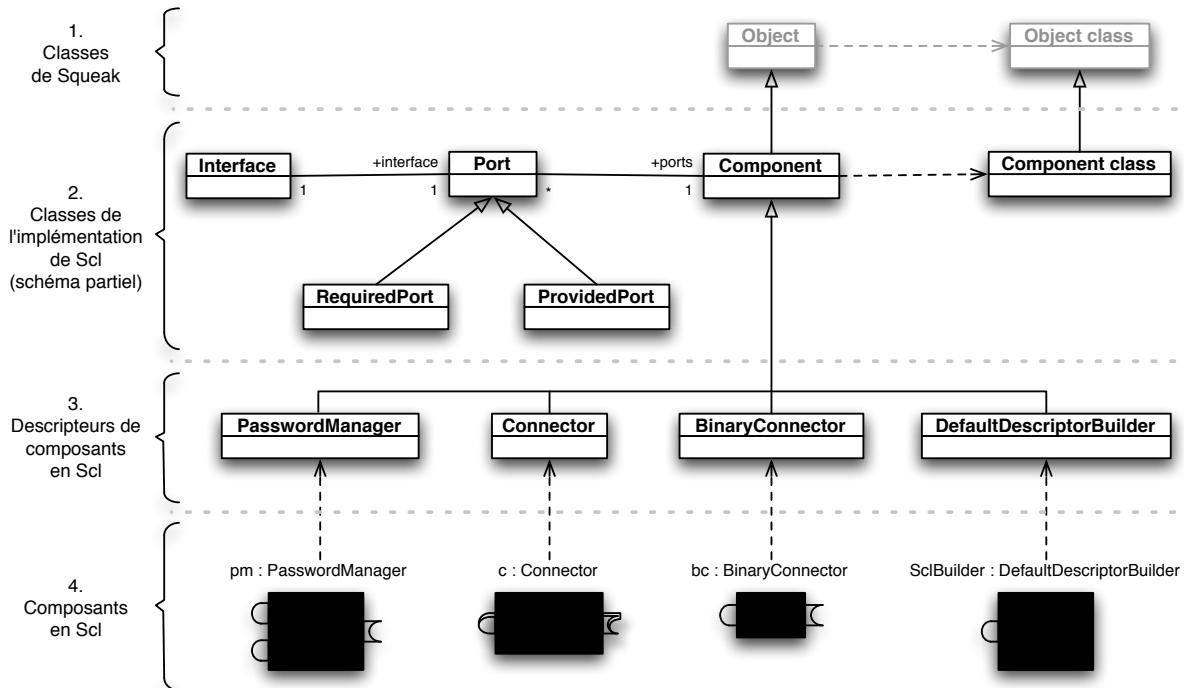 1.
Classes
de Squeak
Object
Object class
2.
Classes de
l'implémentation
de Scl
(schéma partiel)
Interface
1
+interface
1
Port
*
+ports
1
Component
Component class
RequiredPort
ProvidedPort
3.
Descripteurs de
composants
en Scl
PasswordManager
Connector
BinaryConnector
DefaultDescriptorBuilder
4.
Composants
en Scl
pm : PasswordManager
c : Connector
bc : BinaryConnector
SclBuilder : DefaultDescriptorBuilder